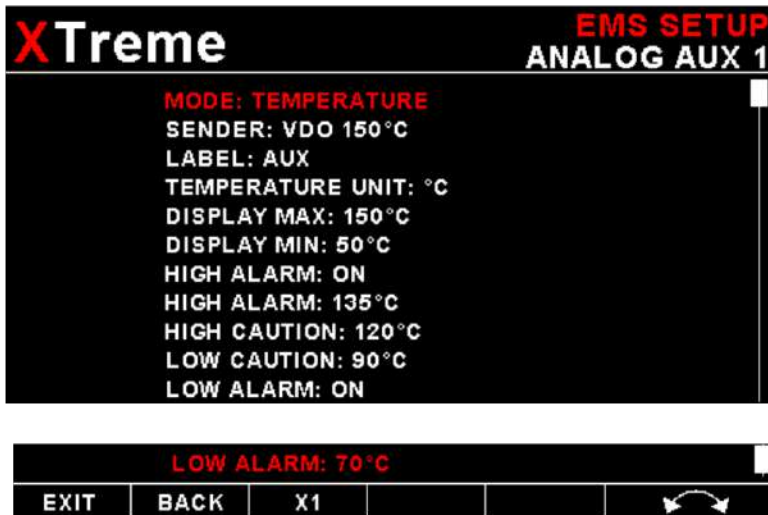 XTreme
EMS SETUP
ANALOG AUX 1
MODE: TEMPERATURE
SENDER: VDO 150°C
LABEL: AUX
TEMPERATURE UNIT: °C
DISPLAY MAX: 150°C
DISPLAY MIN: 50°C
HIGH ALARM: ON
HIGH ALARM: 135°C
HIGH CAUTION: 120°C
LOW CAUTION: 90°C
LOW ALARM: ON
LOW ALARM: 70°C
EXIT BACK X1